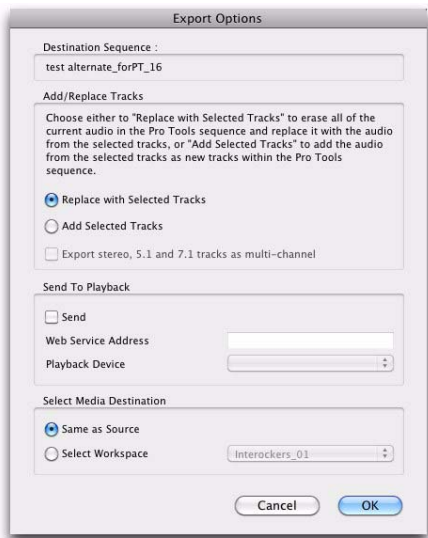 Export Options
Destination Sequence :
test alternate_forPT_16
Add/Replace Tracks
Choose either to "Replace with Selected Tracks" to erase all of the
current audio in the Pro Tools sequence and replace it with the audio
from the selected tracks, or "Add Selected Tracks" to add the audio
from the selected tracks as new tracks within the Pro Tools
sequence.
Replace with Selected Tracks
Add Selected Tracks
Export stereo, 5.1 and 7.1 tracks as multi-channel
Send To Playback
Send
Web Service Address
Playback Device
Select Media Destination
Same as Source
Select Workspace
Interockers_01
Cancel
OK